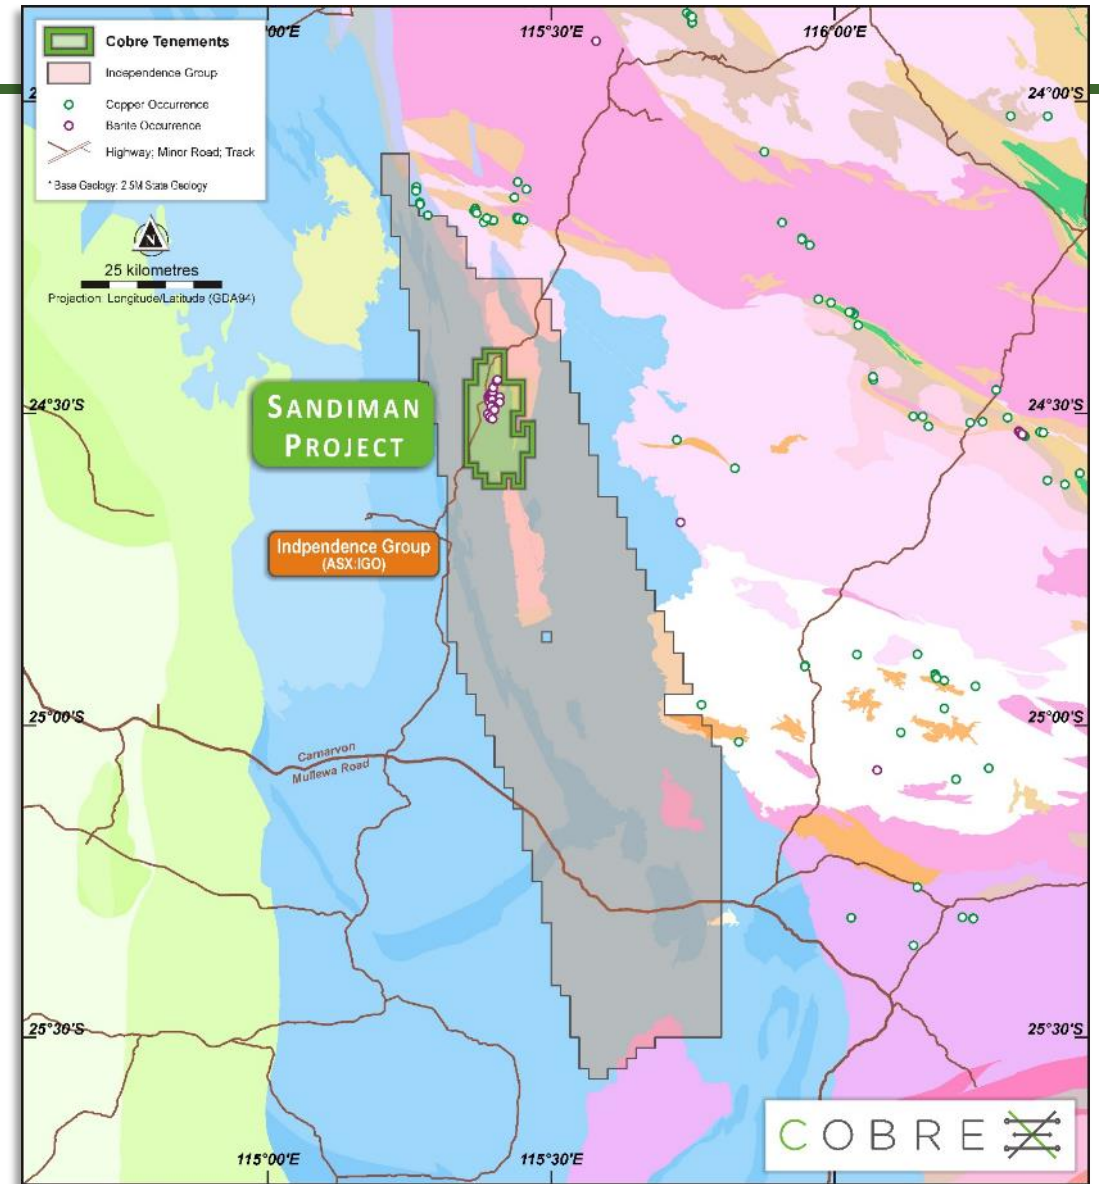 Cobre Tenements
Independence Group
Copper Occurrence
Barite Occurrence
Highway; Minor Road; Track
* Base Geology: 2.5M State Geology
115°30'E
116°00'E
24°00'S
N
25 kilometres
Projection: Longitude/Latitude (GDA94)
24°30'S
24°30'S
SANDIMAN
PROJECT
Indpendence Group
(ASX:IGO)
25°00'S
25°00'S
Carnarvon
Mullewa Road
25°30'S
25°30'S
115°00'E
115°30'E
COBRE